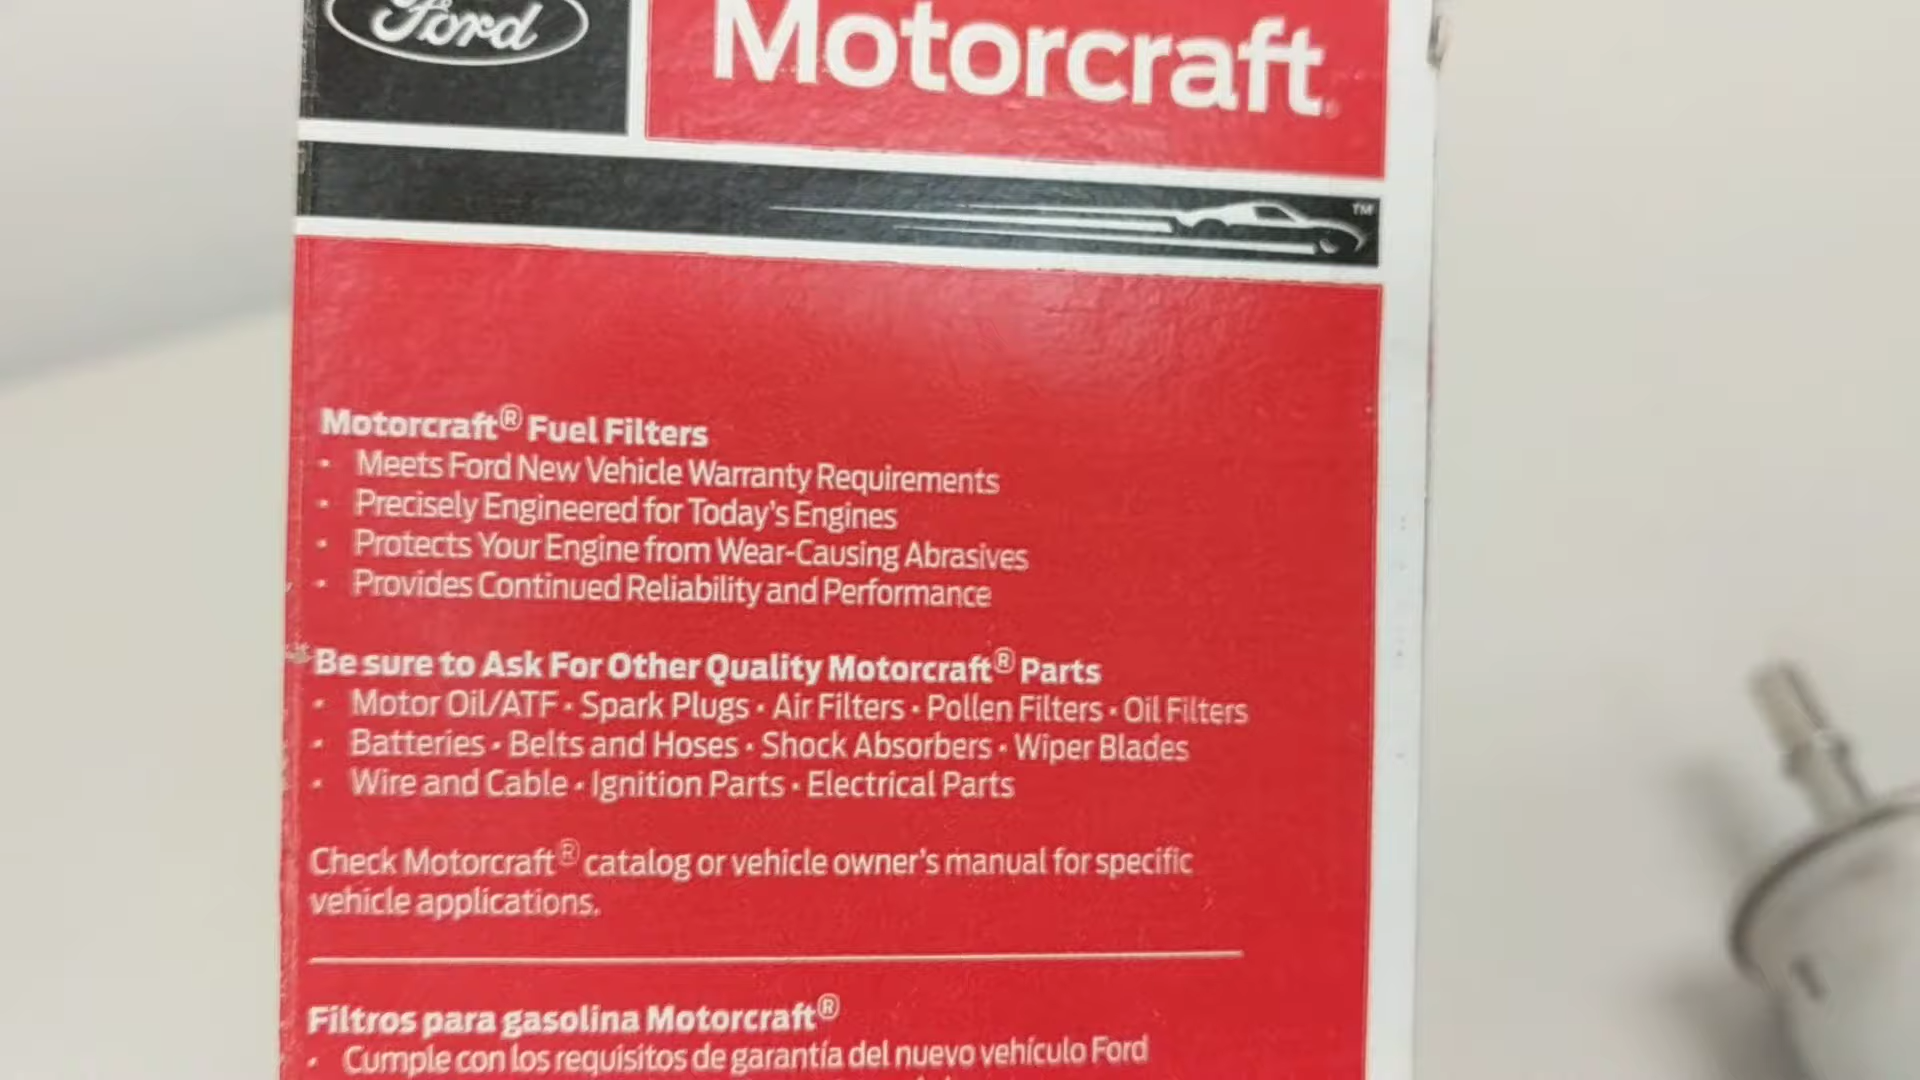 Ford
Motorcraft
TM
Motorcraft® Fuel Filters
• Meets Ford New Vehicle Warranty Requirements
• Precisely Engineered for Today's Engines
• Protects Your Engine from Wear-Causing Abrasives
• Provides Continued Reliability and Performance
Be sure to Ask For Other Quality Motorcraft® Parts
• Motor Oil/ATF • Spark Plugs • Air Filters • Pollen Filters • Oil Filters
• Batteries • Belts and Hoses • Shock Absorbers • Wiper Blades
• Wire and Cable • Ignition Parts • Electrical Parts
Check Motorcraft® catalog or vehicle owner's manual for specific
vehicle applications.
Filtros para gasolina Motorcraft®
• Cumple con los requisitos de garantía del nuevo vehículo Ford